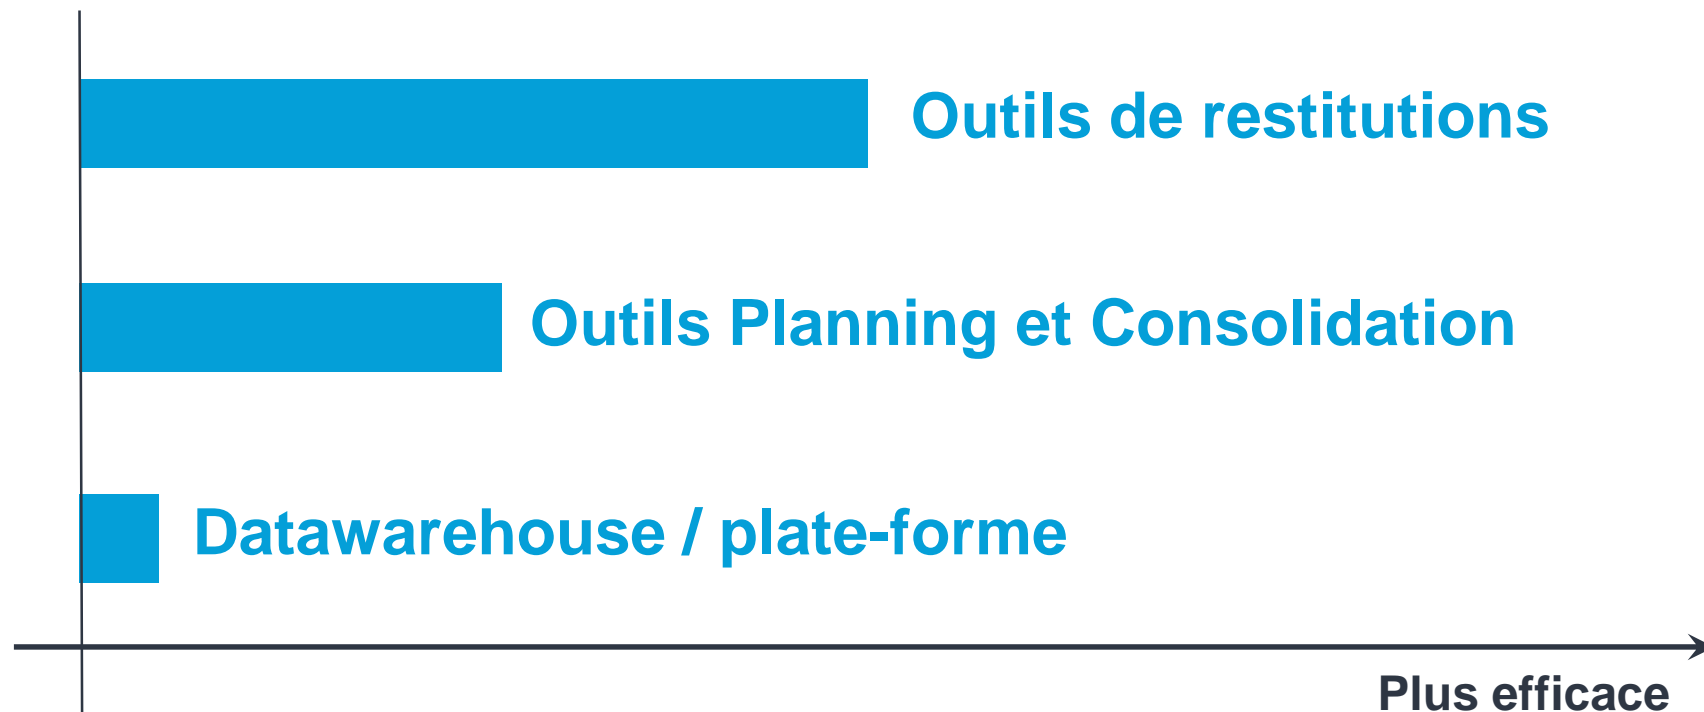 Outils de restitutions
Outils Planning et Consolidation
Datawarehouse / plate-forme
Plus efficace